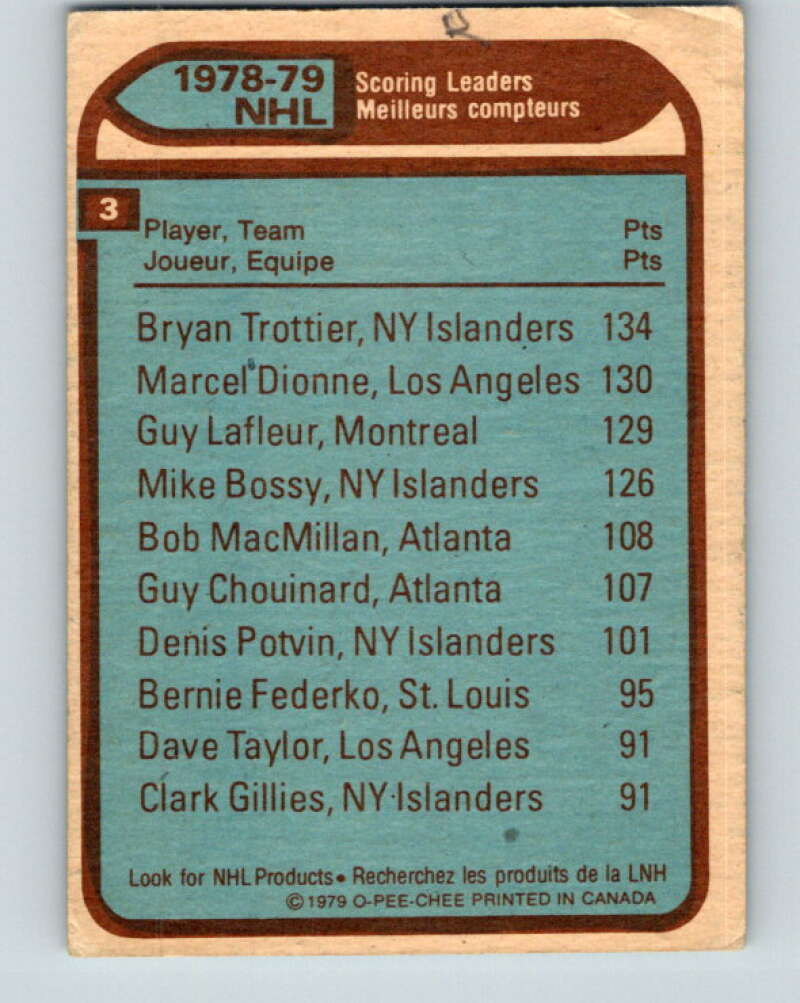 R
1978-79
NHL
Scoring Leaders
Meilleurs compteurs
3
Player, Team Pts
Joueur, Equipe Pts
Bryan Trottier, NY Islanders 134
Marcel Dionne, Los Angeles 130
Guy Lafleur, Montreal 129
Mike Bossy, NY Islanders 126
Bob MacMillan, Atlanta 108
Guy Chouinard, Atlanta 107
Denis Potvin, NY Islanders 101
Bernie Federko, St. Louis 95
Dave Taylor, Los Angeles 91
Clark Gillies, NY Islanders 91
Look for NHL Products • Recherchez les produits de la LNH
© 1979 O-PEE-CHEE PRINTED IN CANADA